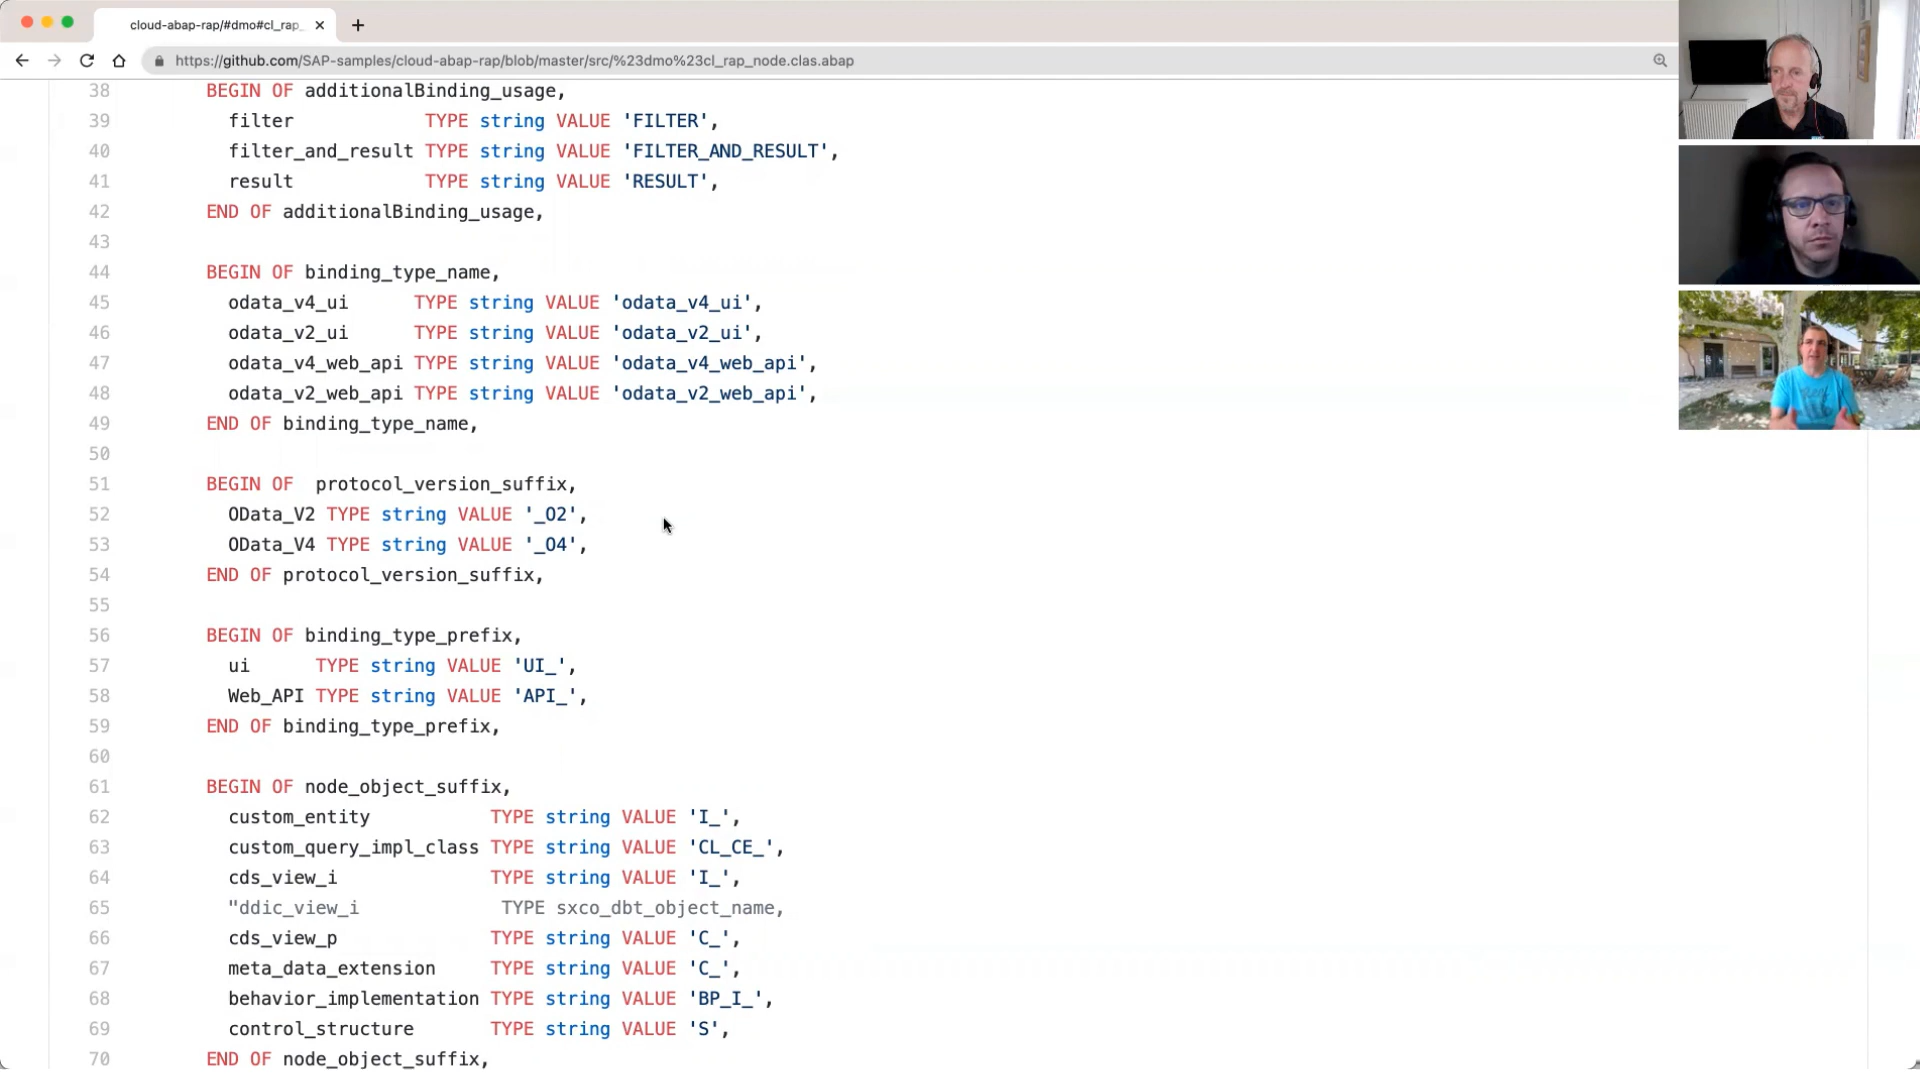 cloud-abap-rap/#dmo#cl_rap_
https://github.com/SAP-samples/cloud-abap-rap/blob/master/src/%23dmo%23cl_rap_node.clas.abap
38 BEGIN OF additionalBinding_usage,
39 filter TYPE string VALUE 'FILTER',
40 filter_and_result TYPE string VALUE 'FILTER_AND_RESULT',
41 result TYPE string VALUE 'RESULT',
42 END OF additionalBinding_usage,
43
44 BEGIN OF binding_type_name,
45 odata_v4_ui TYPE string VALUE 'odata_v4_ui',
46 odata_v2_ui TYPE string VALUE 'odata_v2_ui',
47 odata_v4_web_api TYPE string VALUE 'odata_v4_web_api',
48 odata_v2_web_api TYPE string VALUE 'odata_v2_web_api',
49 END OF binding_type_name,
50
51 BEGIN OF protocol_version_suffix,
52 OData_V2 TYPE string VALUE '_O2',
53 OData_V4 TYPE string VALUE '_O4',
54 END OF protocol_version_suffix,
55
56 BEGIN OF binding_type_prefix,
57 ui TYPE string VALUE 'UI_',
58 Web_API TYPE string VALUE 'API_',
59 END OF binding_type_prefix,
60
61 BEGIN OF node_object_suffix,
62 custom_entity TYPE string VALUE 'I_',
63 custom_query_impl_class TYPE string VALUE 'CL_CE_',
64 cds_view_i TYPE string VALUE 'I_',
65 "ddic_view_i TYPE sxco_dbt_object_name,
66 cds_view_p TYPE string VALUE 'C_',
67 meta_data_extension TYPE string VALUE 'C_',
68 behavior_implementation TYPE string VALUE 'BP_I_',
69 control_structure TYPE string VALUE 'S',
70 END OF node_object_suffix,